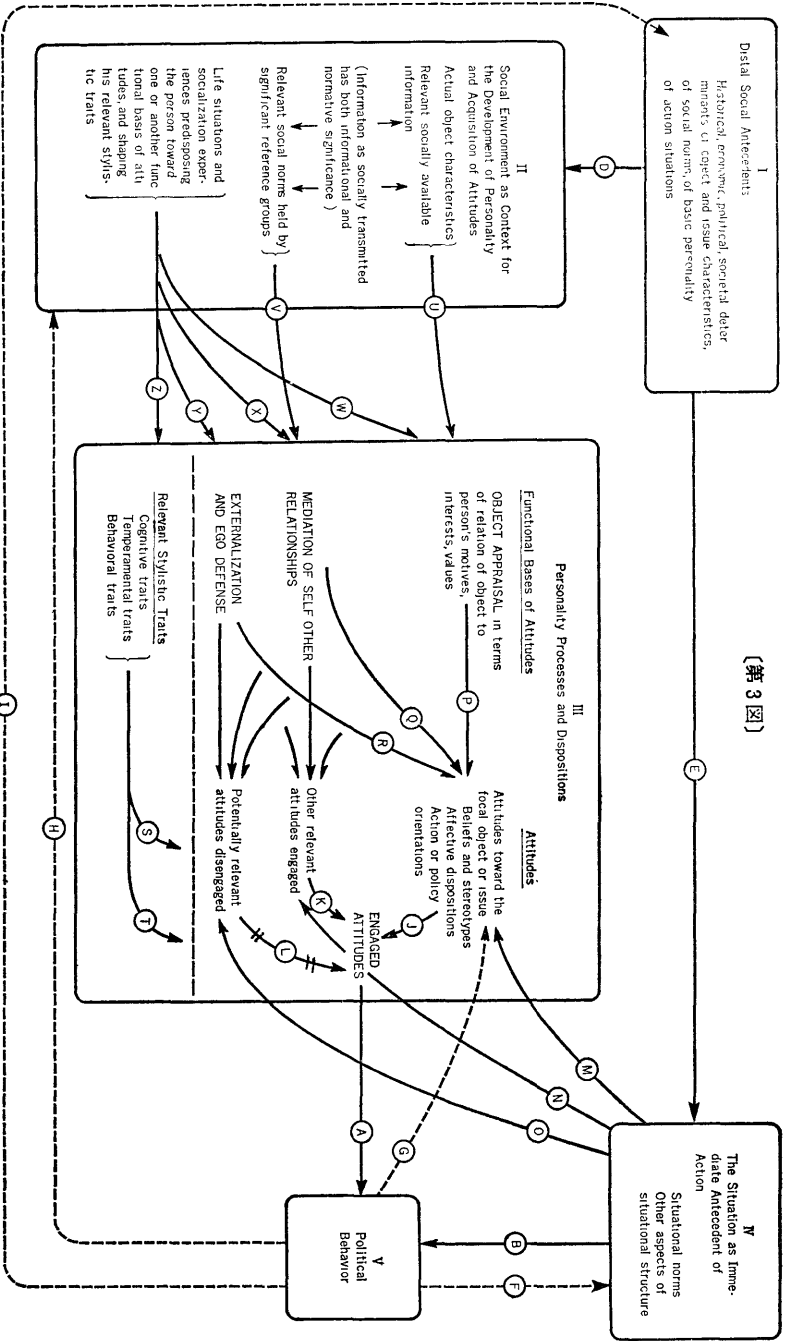 〔第3図〕
I
Distal Social Antecedents
Historical, economic, political, societal deter
minants of object and issue characteristics,
of social norms, of basic personality
of action situations
II
Social Environment as Context for
the Development of Personality
and Acquisition of Attitudes
Actual object characteristics
Relevant socially available
information
(Information as socially transmitted
has both informational and
normative significance)
Relevant social norms held by
significant reference groups
Life situations and
socialization exper-
iences predisposing
the person toward
one or another func
tional basis of atti
tudes, and shaping
his relevant stylis-
tic traits
III
Personality Processes and Dispositions
Functional Bases of Attitudes
OBJECT APPRAISAL in terms
of relation of object to
person's motives,
interests, values
MEDIATION OF SELF OTHER
RELATIONSHIPS
EXTERNALIZATION
AND EGO DEFENSE
Relevant Stylistic Traits
Cognitive traits
Temperamental traits
Behavioral traits
Attitudes
Attitudes toward the
focal object or issue
Beliefs and stereotypes
Affective dispositions
Action or policy
orientations
Other relevant
attitudes engaged
Potentially relevant
attitudes disengaged
ENGAGED
ATTITUDES
IV
The Situation as Imme-
diate Antecedent of
Action
Situational norms
Other aspects of
situational structure
V
Political
Behavior
D
E
U
V
W
X
Y
Z
P
Q
R
S
T
J
K
L
M
N
O
A
G
B
F
H
I